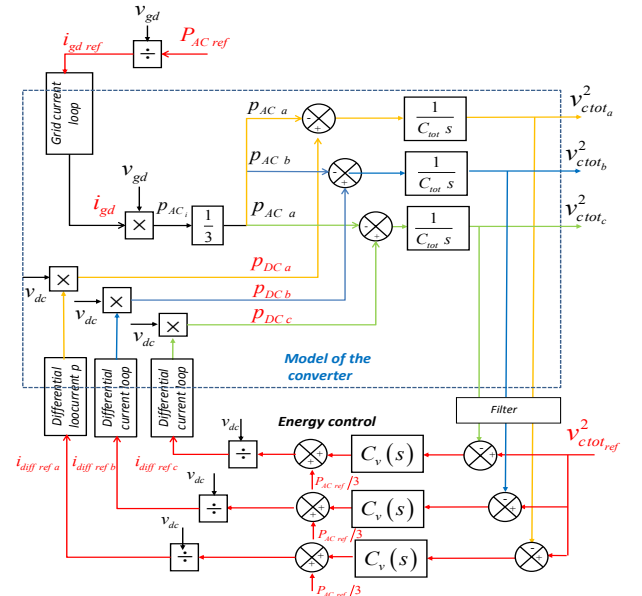 v_gd
i_gd ref
÷
P_AC ref
Grid current
loop
p_AC a
1
C_tot s
v²_ctot_a
p_AC b
1
C_tot s
v²_ctot_b
v_gd
i_gd
×
p_AC_i
1
3
p_AC a
1
C_tot s
v²_ctot_c
v_dc
×
p_DC a
v_dc
×
p_DC b
v_dc
×
p_DC c
Model of the
converter
Differential
loocurrent p
Differential
current loop
Differential
current loop
Energy control
Filter
i_diff ref a
i_diff ref b
i_diff ref c
v_dc
÷
C_v(s)
v²_ctot_ref
P_AC ref/3
v_dc
÷
C_v(s)
P_AC ref/3
v_dc
÷
C_v(s)
P_AC ref/3